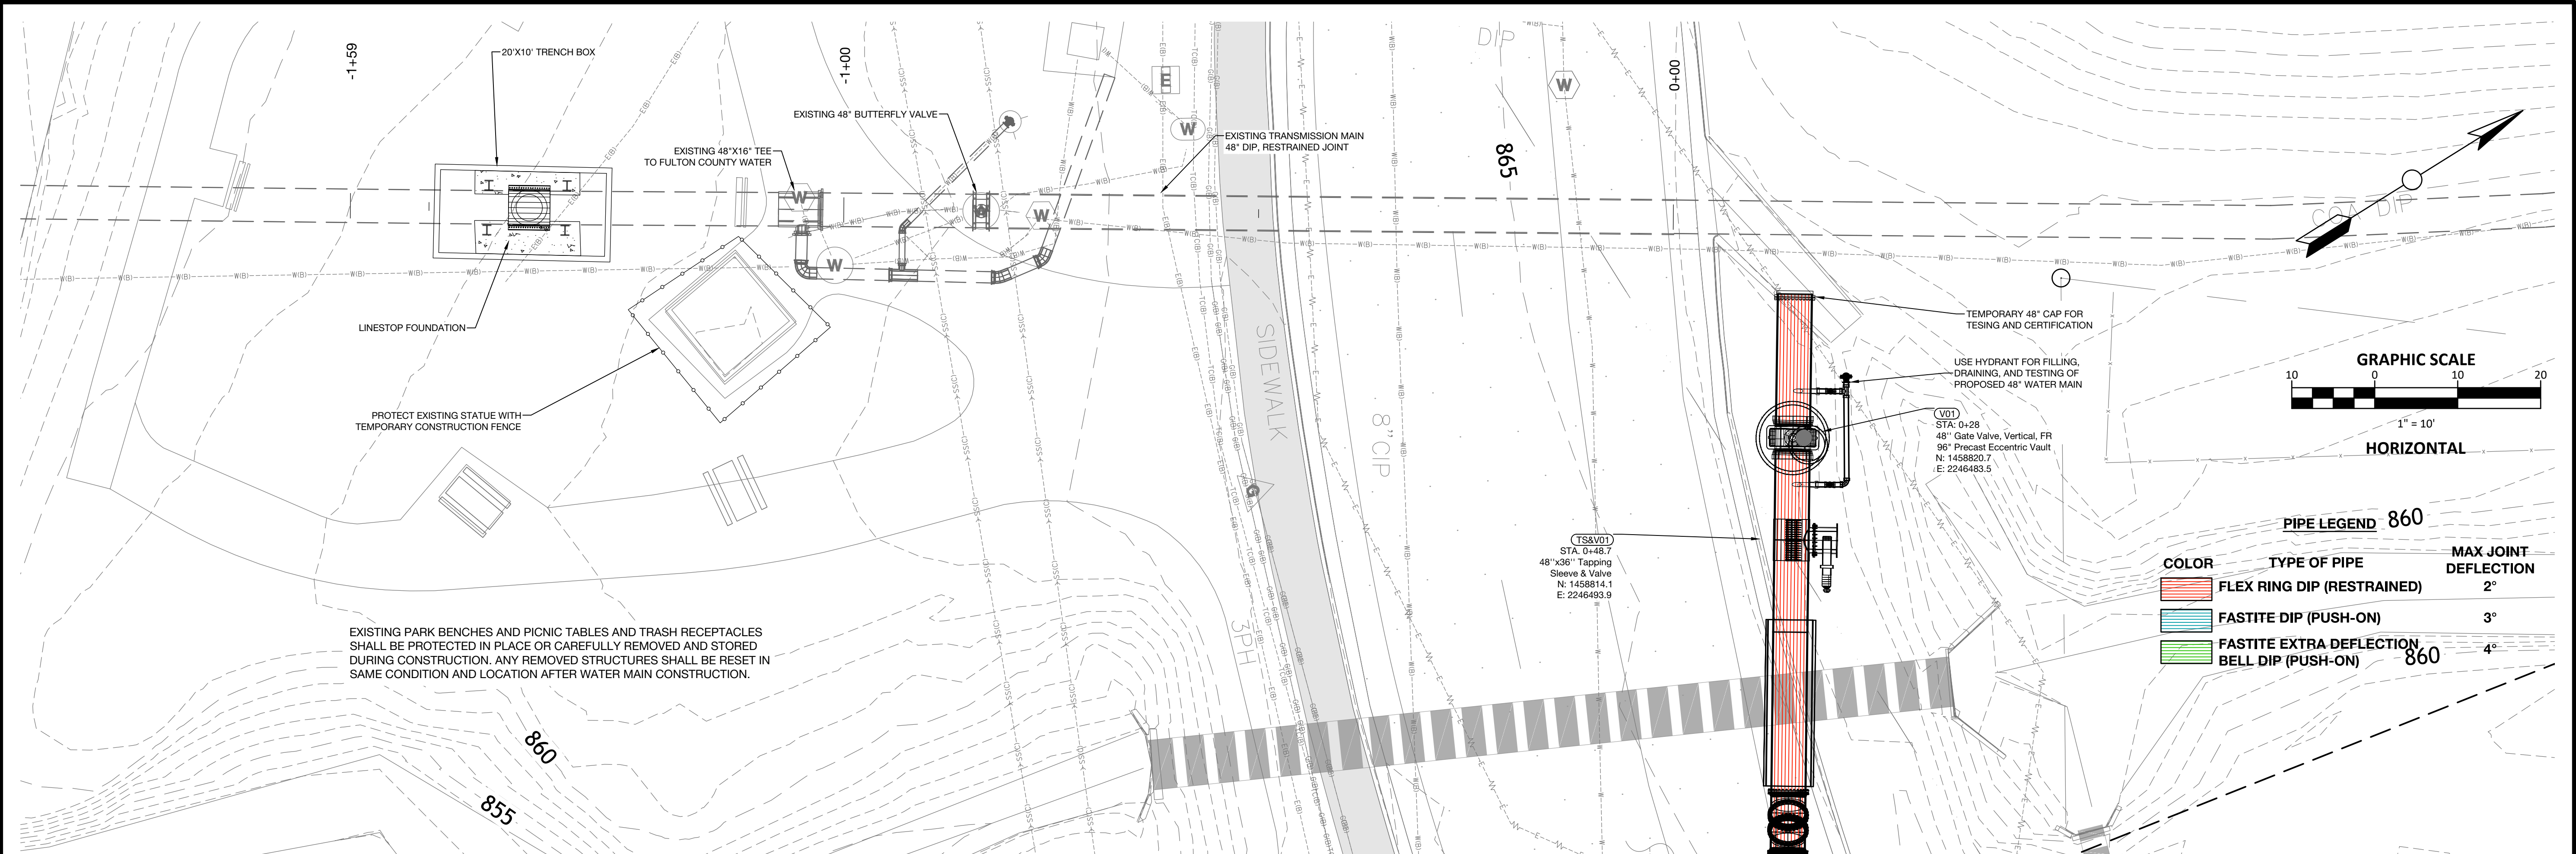 -1+59
20'X10' TRENCH BOX
-1+00
EXISTING 48" BUTTERFLY VALVE
EXISTING 48"X16" TEE
TO FULTON COUNTY WATER
E
W
W
W
W
W
EXISTING TRANSMISSION MAIN
48" DIP, RESTRAINED JOINT
DIP
W
865
0+00
COA DIP
LINESTOP FOUNDATION
PROTECT EXISTING STATUE WITH
TEMPORARY CONSTRUCTION FENCE
SIDEWALK
8" CIP
G
3PH
TEMPORARY 48" CAP FOR
TESING AND CERTIFICATION
USE HYDRANT FOR FILLING,
DRAINING, AND TESTING OF
PROPOSED 48" WATER MAIN
V01
STA: 0+28
48'' Gate Valve, Vertical, FR
96" Precast Eccentric Vault
N: 1458820.7
E: 2246483.5
TS&V01
STA. 0+48.7
48''x36'' Tapping
Sleeve & Valve
N: 1458814.1
E: 2246493.9
GRAPHIC SCALE
10 0 10 20
1" = 10'
HORIZONTAL
PIPE LEGEND
860
COLOR TYPE OF PIPE MAX JOINT
DEFLECTION
FLEX RING DIP (RESTRAINED) 2°
FASTITE DIP (PUSH-ON) 3°
FASTITE EXTRA DEFLECTION
BELL DIP (PUSH-ON) 4°
860
EXISTING PARK BENCHES AND PICNIC TABLES AND TRASH RECEPTACLES
SHALL BE PROTECTED IN PLACE OR CAREFULLY REMOVED AND STORED
DURING CONSTRUCTION. ANY REMOVED STRUCTURES SHALL BE RESET IN
SAME CONDITION AND LOCATION AFTER WATER MAIN CONSTRUCTION.
860
855